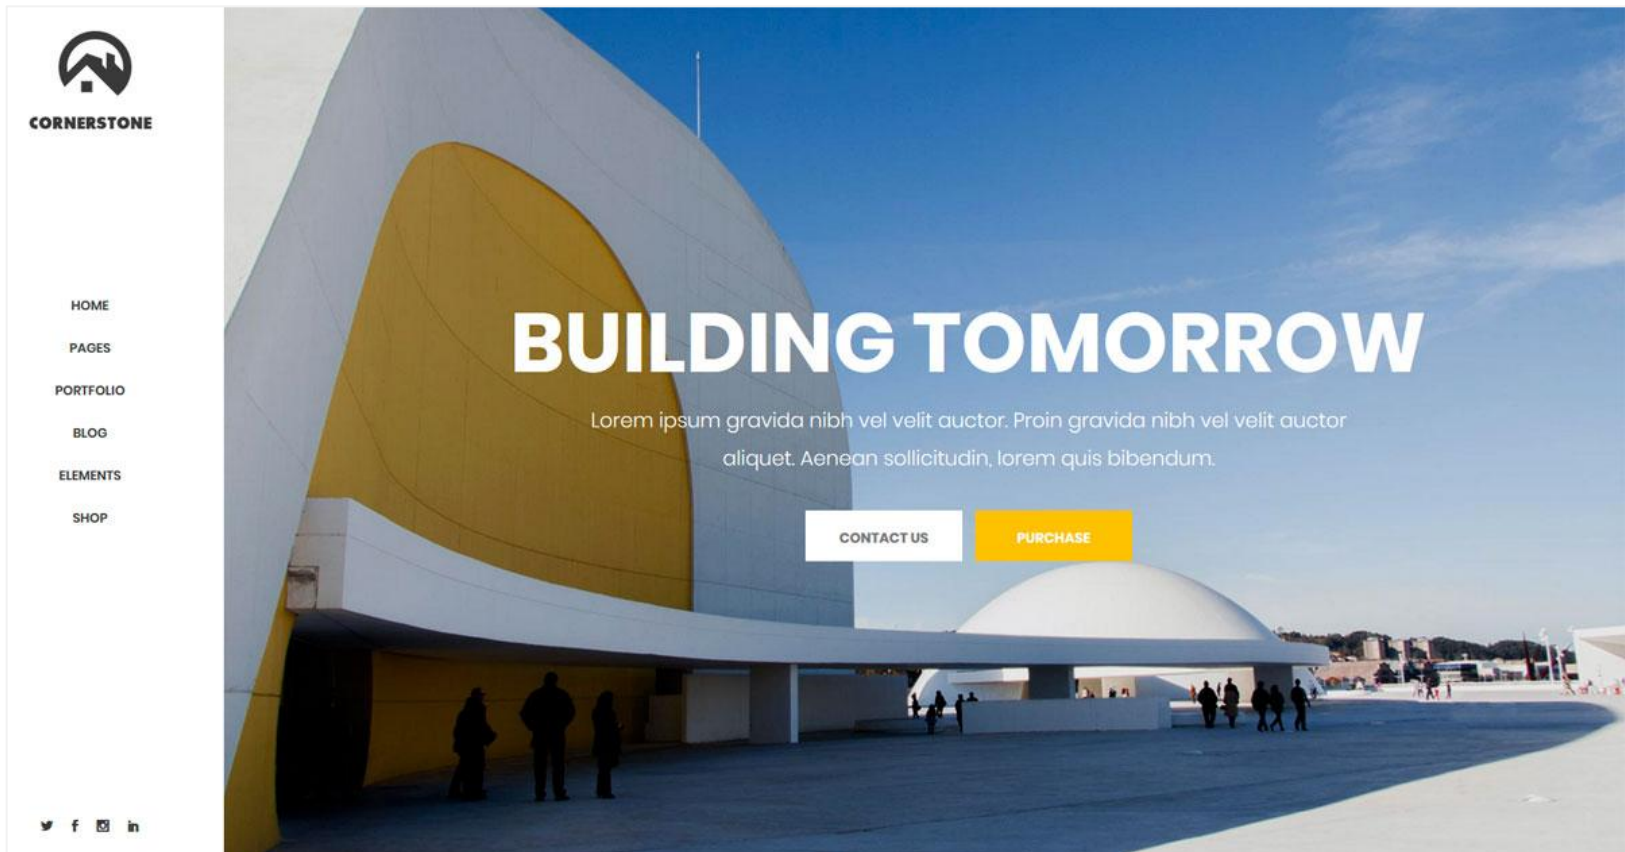 CORNERSTONE
HOME
PAGES
PORTFOLIO
BLOG
ELEMENTS
SHOP
BUILDING TOMORROW
Lorem ipsum gravida nibh vel velit auctor. Proin gravida nibh vel velit auctor
aliquet. Aenean sollicitudin, lorem quis bibendum.
CONTACT US
PURCHASE